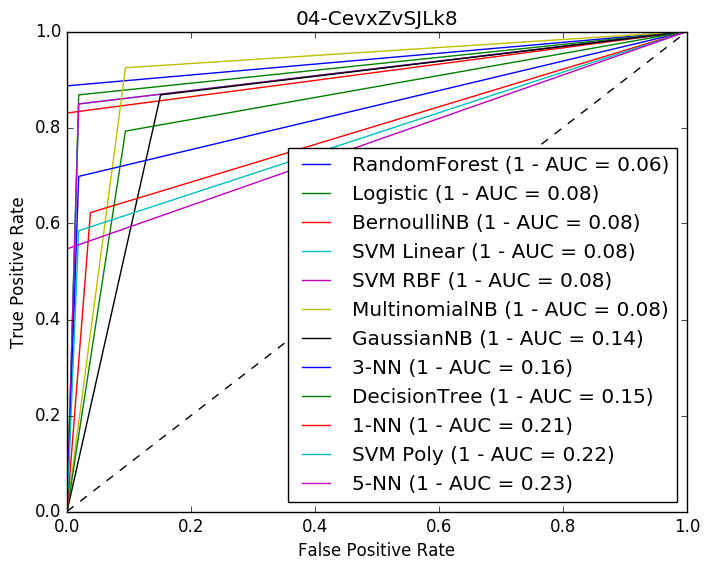 04-CevxZvSJLk8
1.0
0.8
0.6
0.4
0.2
0.0
True Positive Rate
RandomForest (1 - AUC = 0.06)
Logistic (1 - AUC = 0.08)
BernoulliNB (1 - AUC = 0.08)
SVM Linear (1 - AUC = 0.08)
SVM RBF (1 - AUC = 0.08)
MultinomialNB (1 - AUC = 0.08)
GaussianNB (1 - AUC = 0.14)
3-NN (1 - AUC = 0.16)
DecisionTree (1 - AUC = 0.15)
1-NN (1 - AUC = 0.21)
SVM Poly (1 - AUC = 0.22)
5-NN (1 - AUC = 0.23)
0.0 0.2 0.4 0.6 0.8 1.0
False Positive Rate